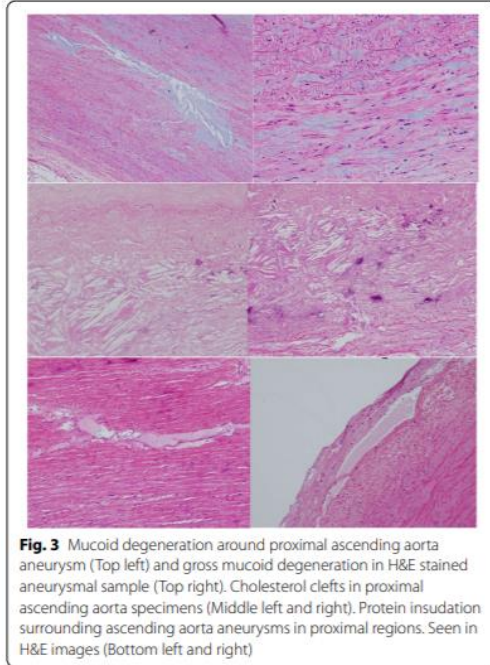 Fig. 3 Mucoid degeneration around proximal ascending aorta
aneurysm (Top left) and gross mucoid degeneration in H&E stained
aneurysmal sample (Top right). Cholesterol clefts in proximal
ascending aorta specimens (Middle left and right). Protein insudation
surrounding ascending aorta aneurysms in proximal regions. Seen in
H&E images (Bottom left and right)